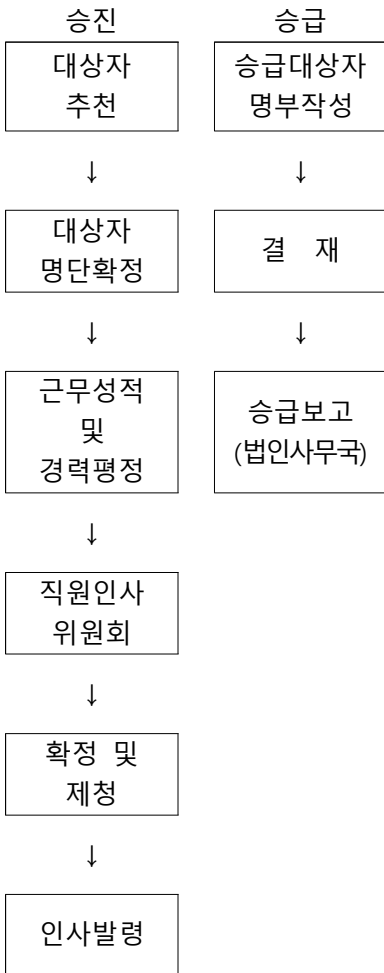 승진
대상자
추천
↓
대상자
명단확정
↓
근무성적
및
경력평정
↓
직원인사
위원회
↓
확정 및
제청
↓
인사발령
승급
승급대상자
명부작성
↓
결 재
↓
승급보고
(법인사무국)